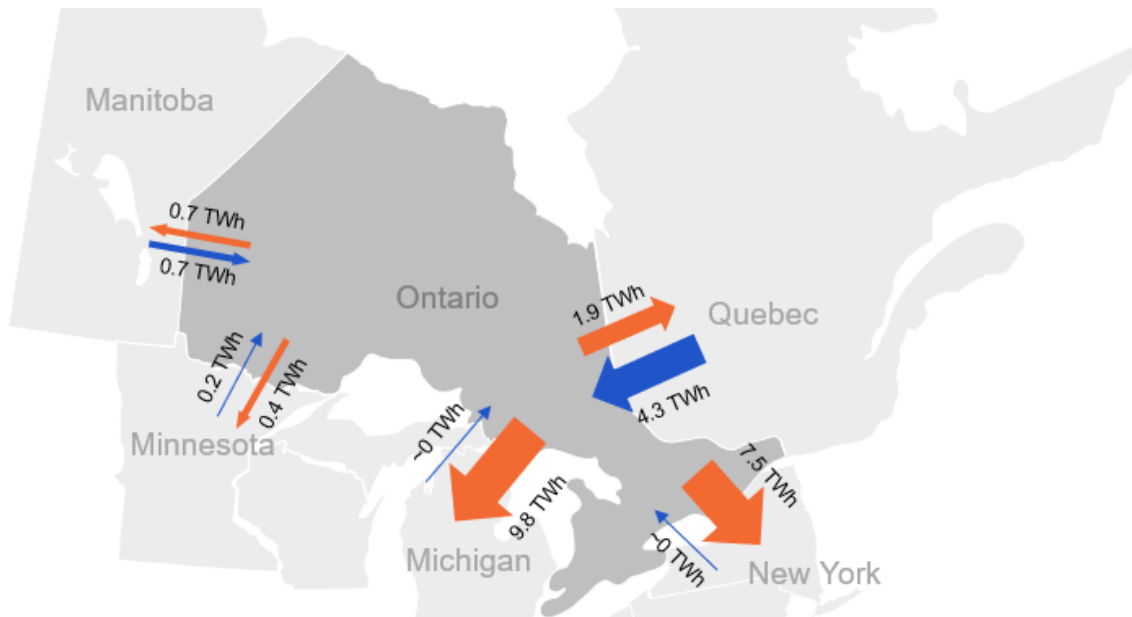 Manitoba
0.7 TWh
0.7 TWh
Ontario
1.9 TWh
Quebec
4.3 TWh
0.2 TWh
0.4 TWh
Minnesota
~0 TWh
9.8 TWh
Michigan
7.5 TWh
~0 TWh
New York